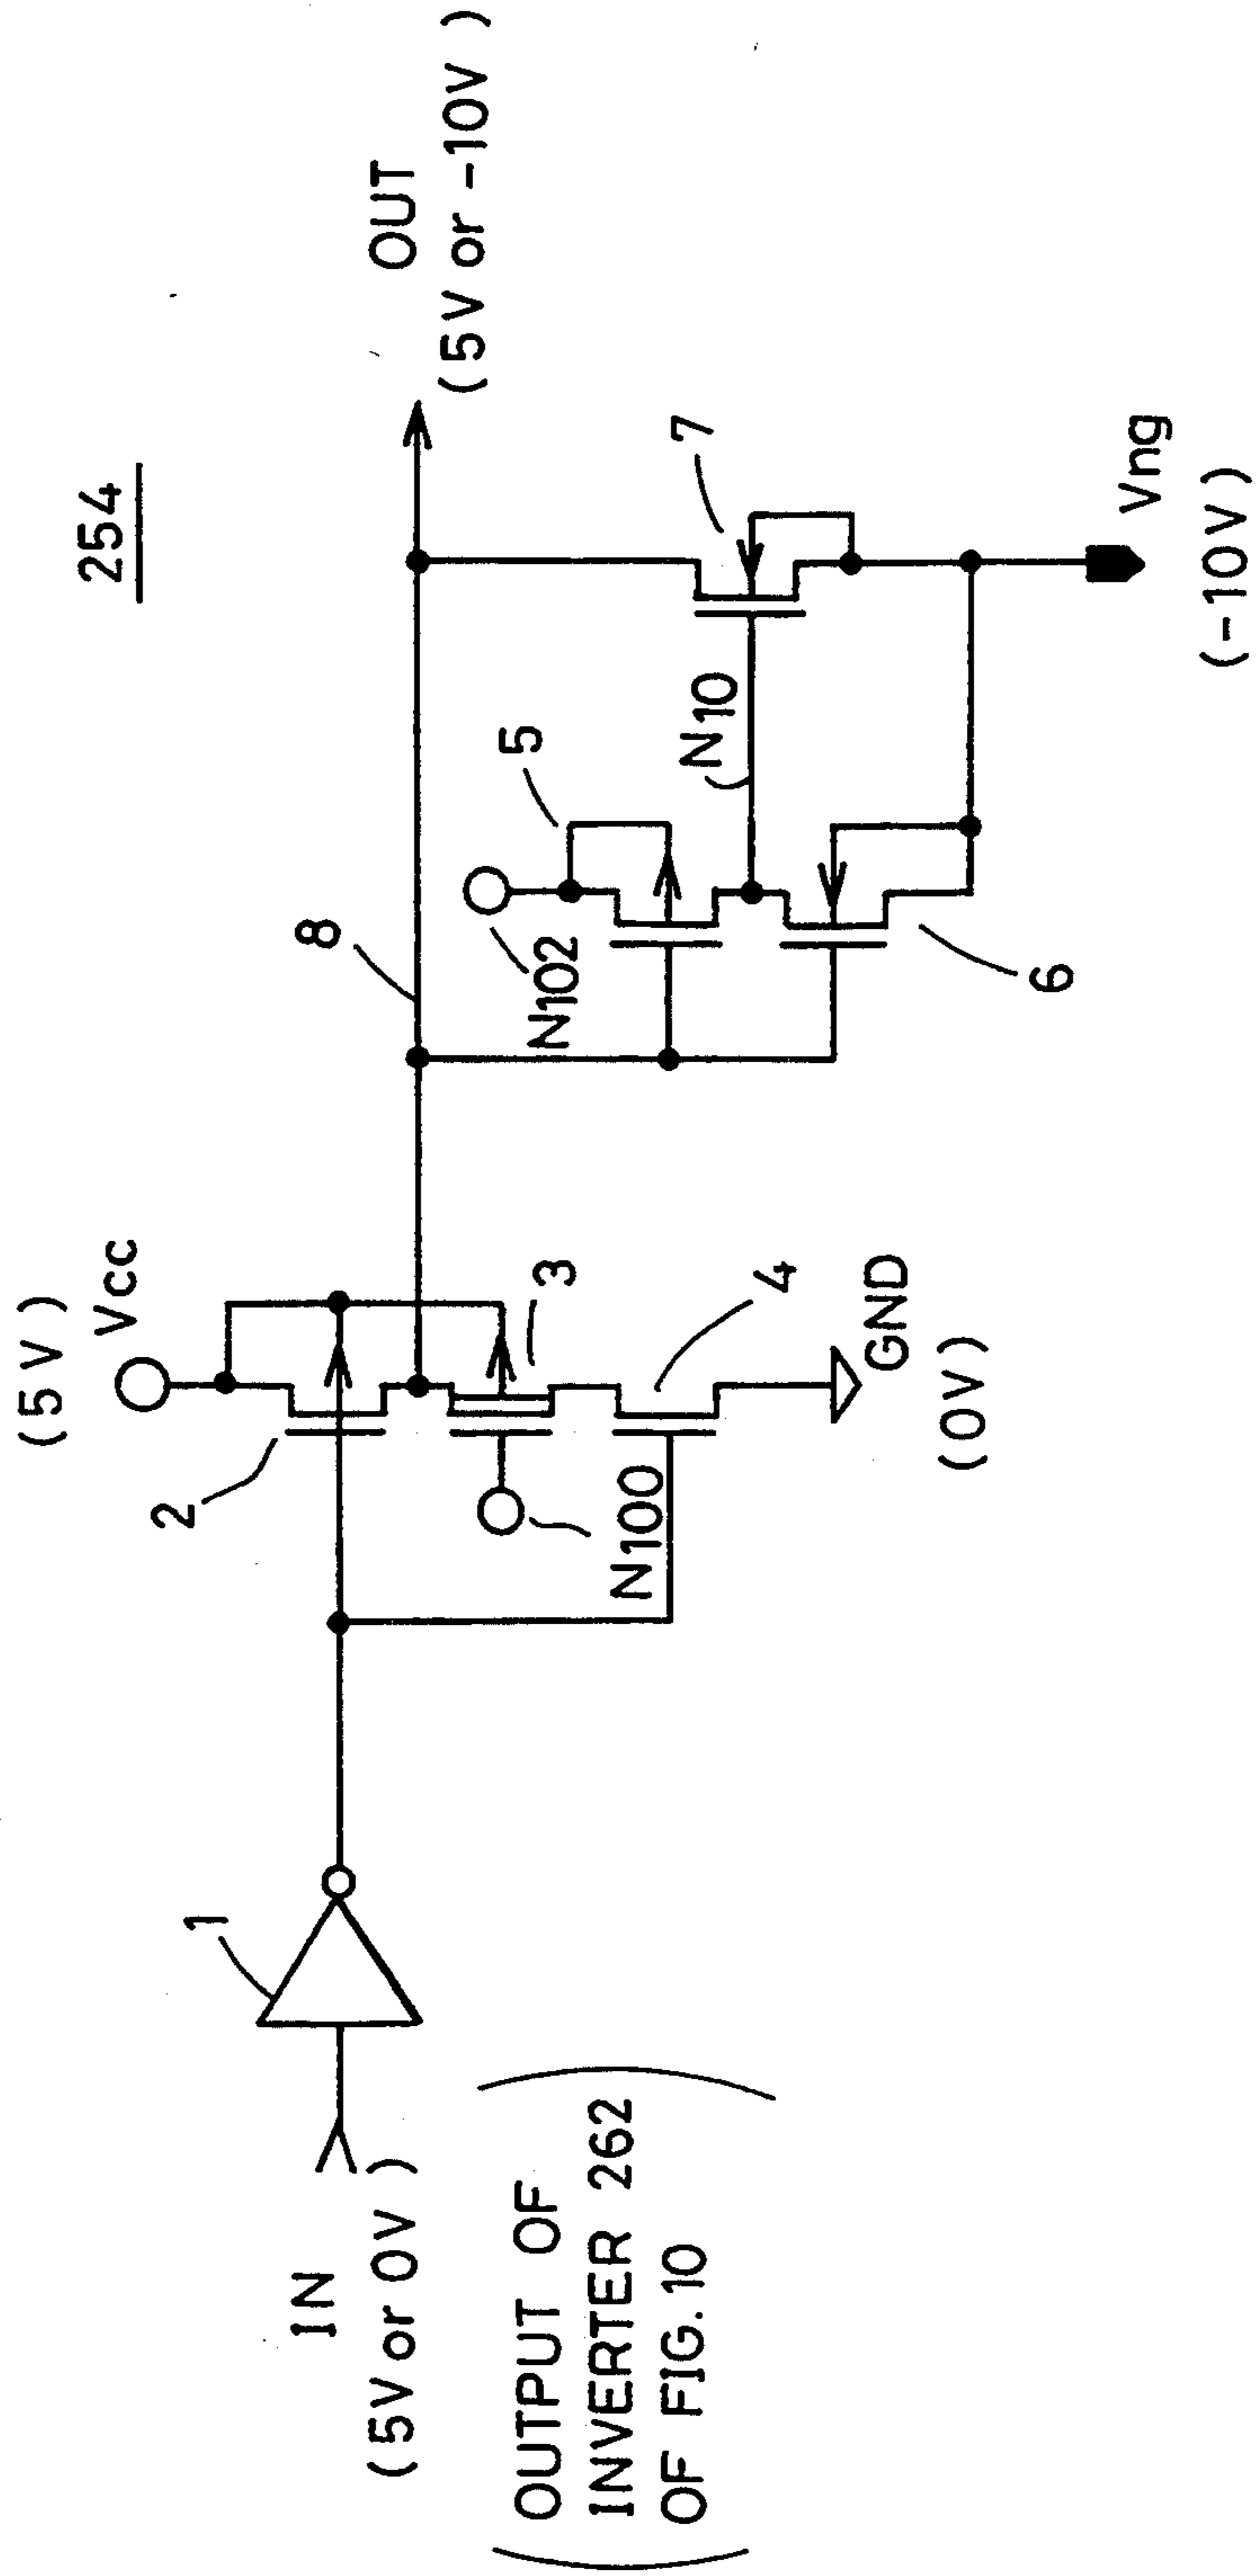 254
(5V)
Vcc
IN
(5V or 0V)
OUTPUT OF
INVERTER 262
OF FIG. 10
1
2
3
4
N100
GND
(0V)
8
OUT
(5V or -10V)
N102
5
6
N10
7
Vng
(-10V)